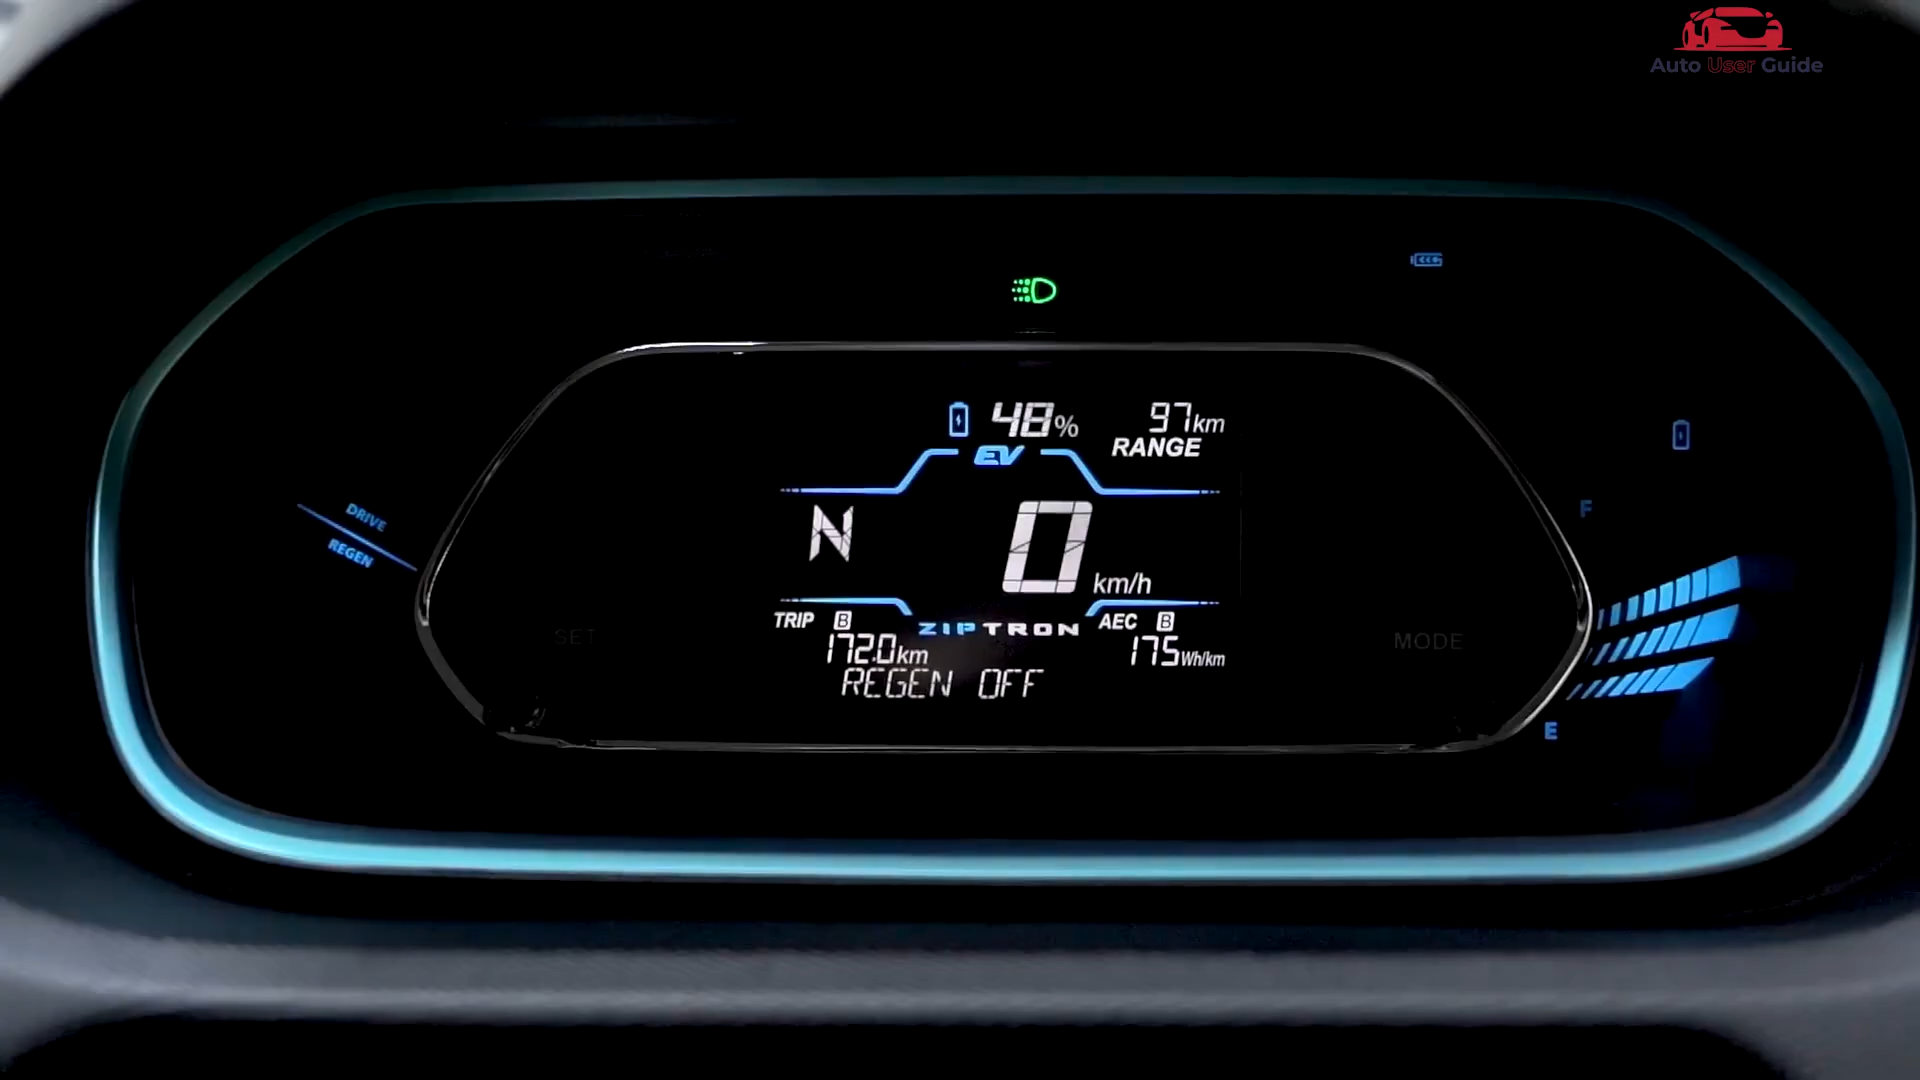 Auto User Guide
48% 97km
EV RANGE
DRIVE
REGEN
F
N 0 km/h
TRIP B ZIPTRON AEC B
172.0km 175Wh/km
SET MODE
REGEN OFF
E